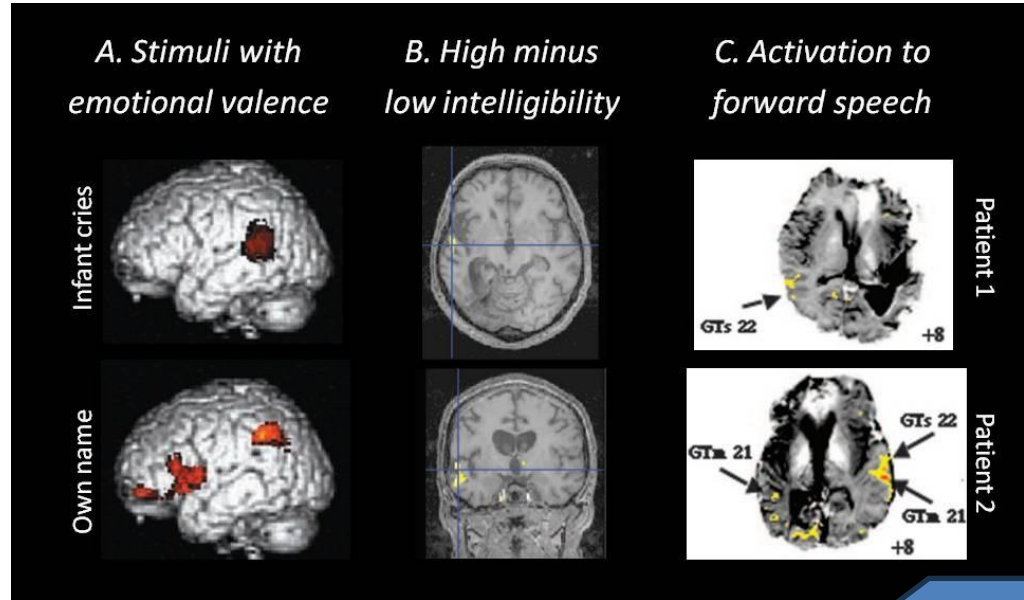 A. Stimuli with
emotional valence
B. High minus
low intelligibility
C. Activation to
forward speech
Infant cries
Own name
GTs 22
+8
Patient 1
GTm 21
GTs 22
GTm 21
+8
Patient 2